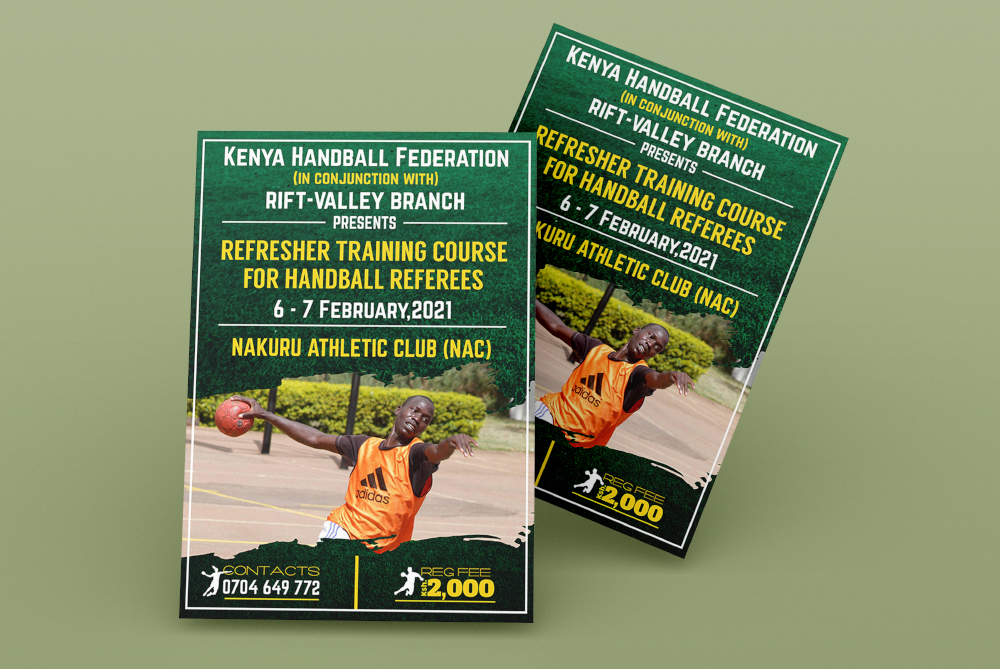 Kenya Handball Federation
(IN CONJUNCTION WITH)
RIFT-VALLEY BRANCH
PRESENTS
REFRESHER TRAINING COURSE
FOR HANDBALL REFEREES
6 - 7 February,2021
NAKURU ATHLETIC CLUB (NAC)
adidas
CONTACTS
0704 649 772
REG FEE
Ksh. 2,000
Kenya Handball Federation
(IN CONJUNCTION WITH)
RIFT-VALLEY BRANCH
PRESENTS
REFRESHER TRAINING COURSE
FOR HANDBALL REFEREES
6 - 7 February,2021
KURU ATHLETIC CLUB (NAC)
adidas
REG FEE
Ksh. 2,000